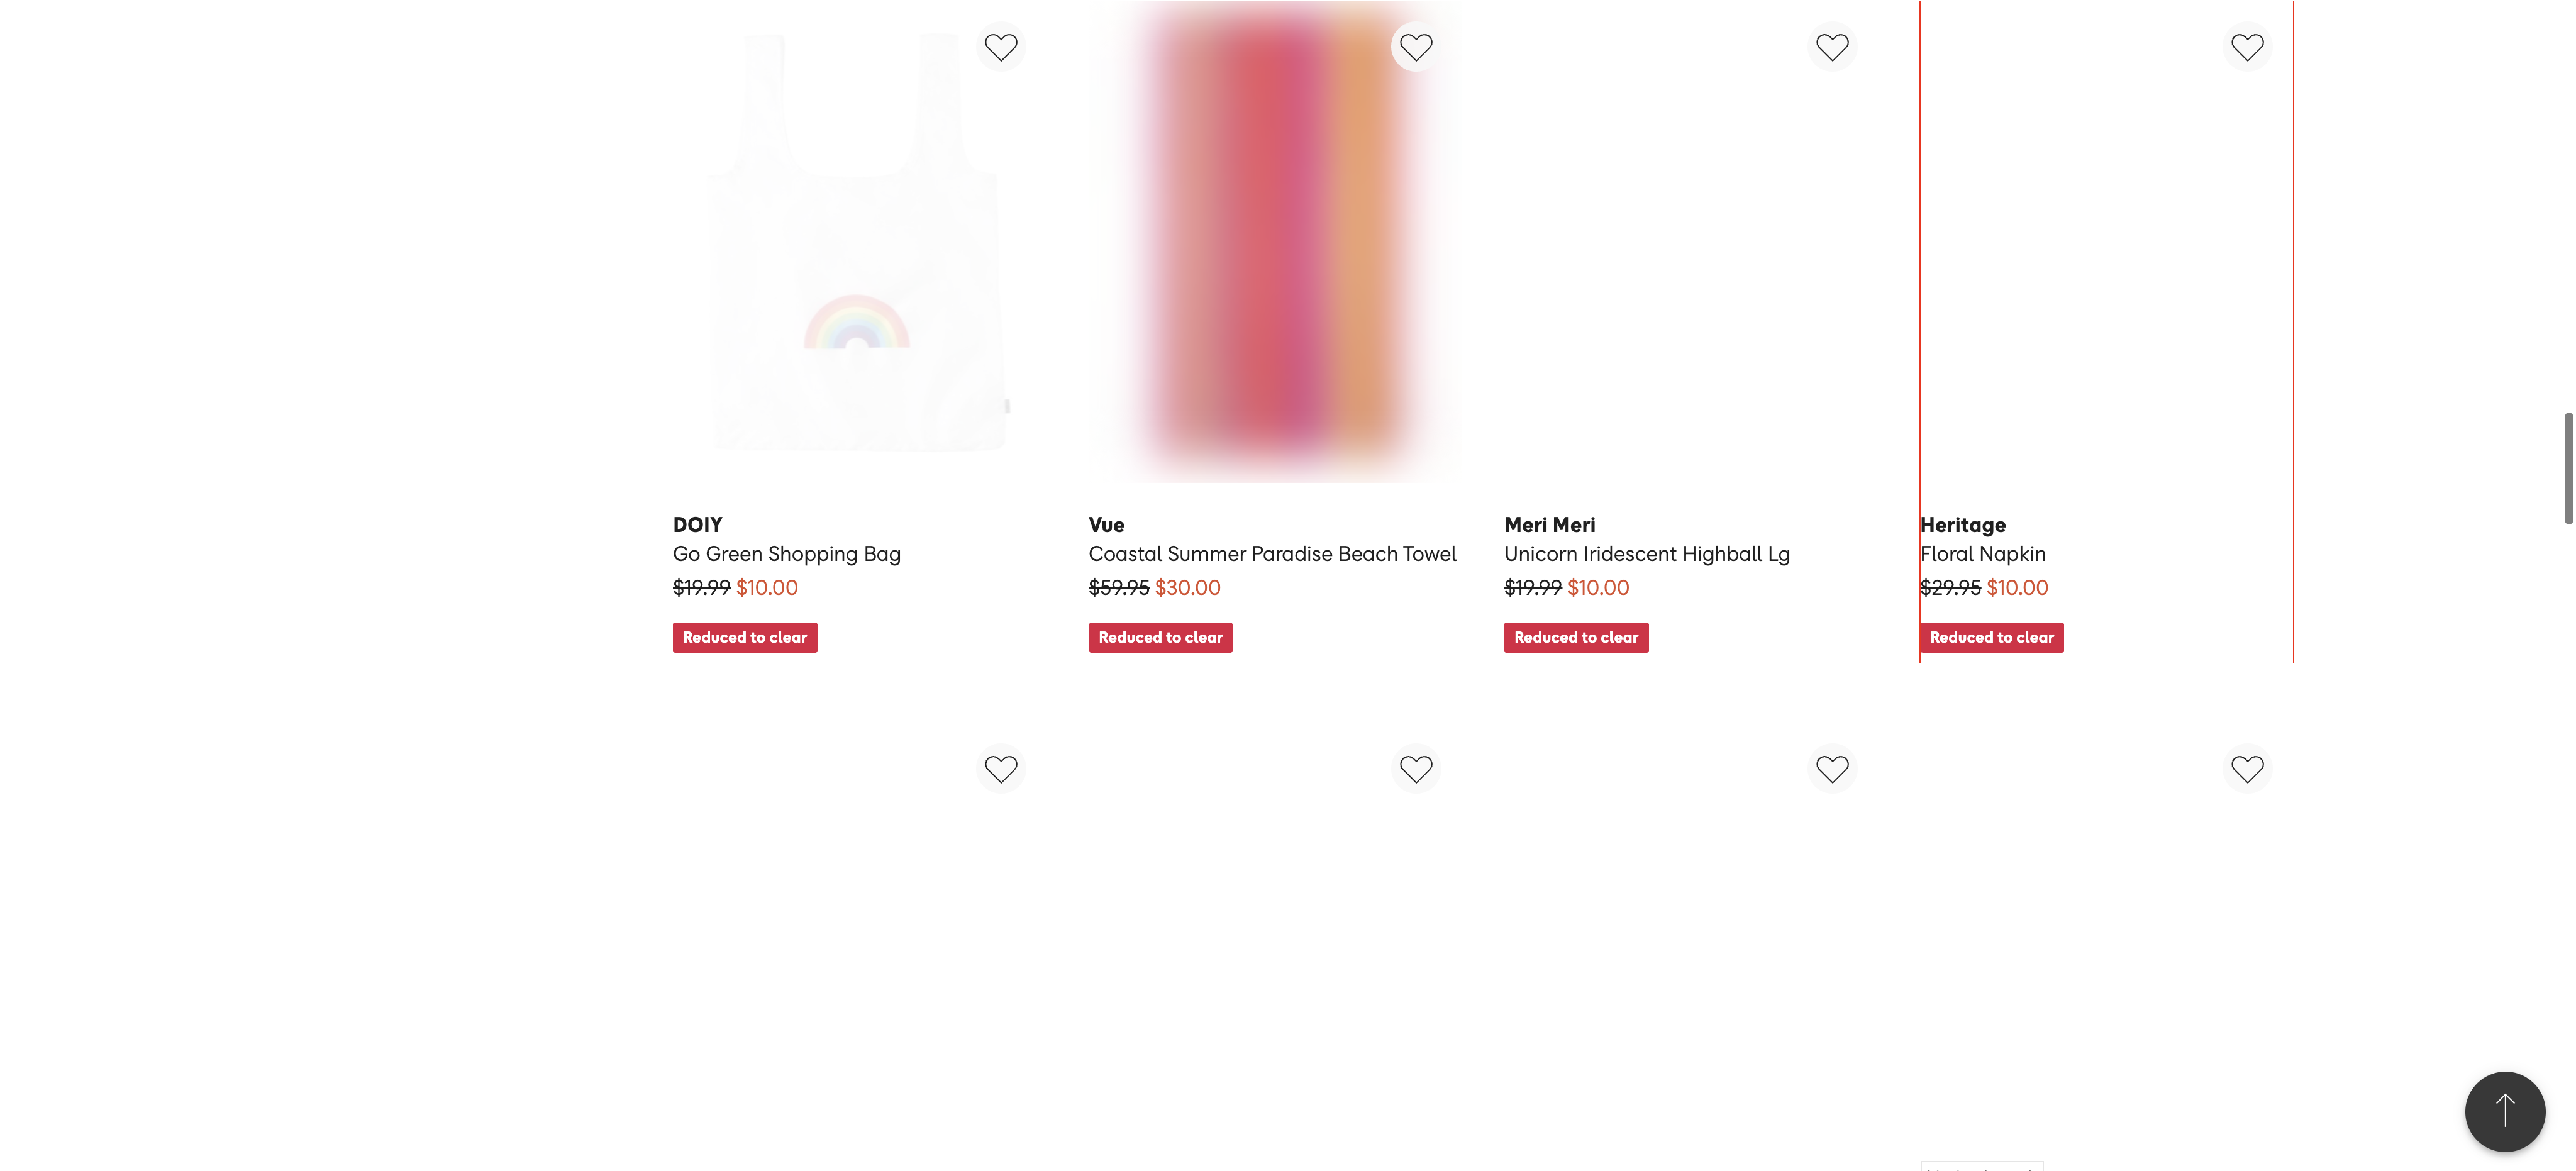 DOIY
Go Green Shopping Bag
$19.99 $10.00
Reduced to clear
Vue
Coastal Summer Paradise Beach Towel
$59.95 $30.00
Reduced to clear
Meri Meri
Unicorn Iridescent Highball Lg
$19.99 $10.00
Reduced to clear
Heritage
Floral Napkin
$29.95 $10.00
Reduced to clear